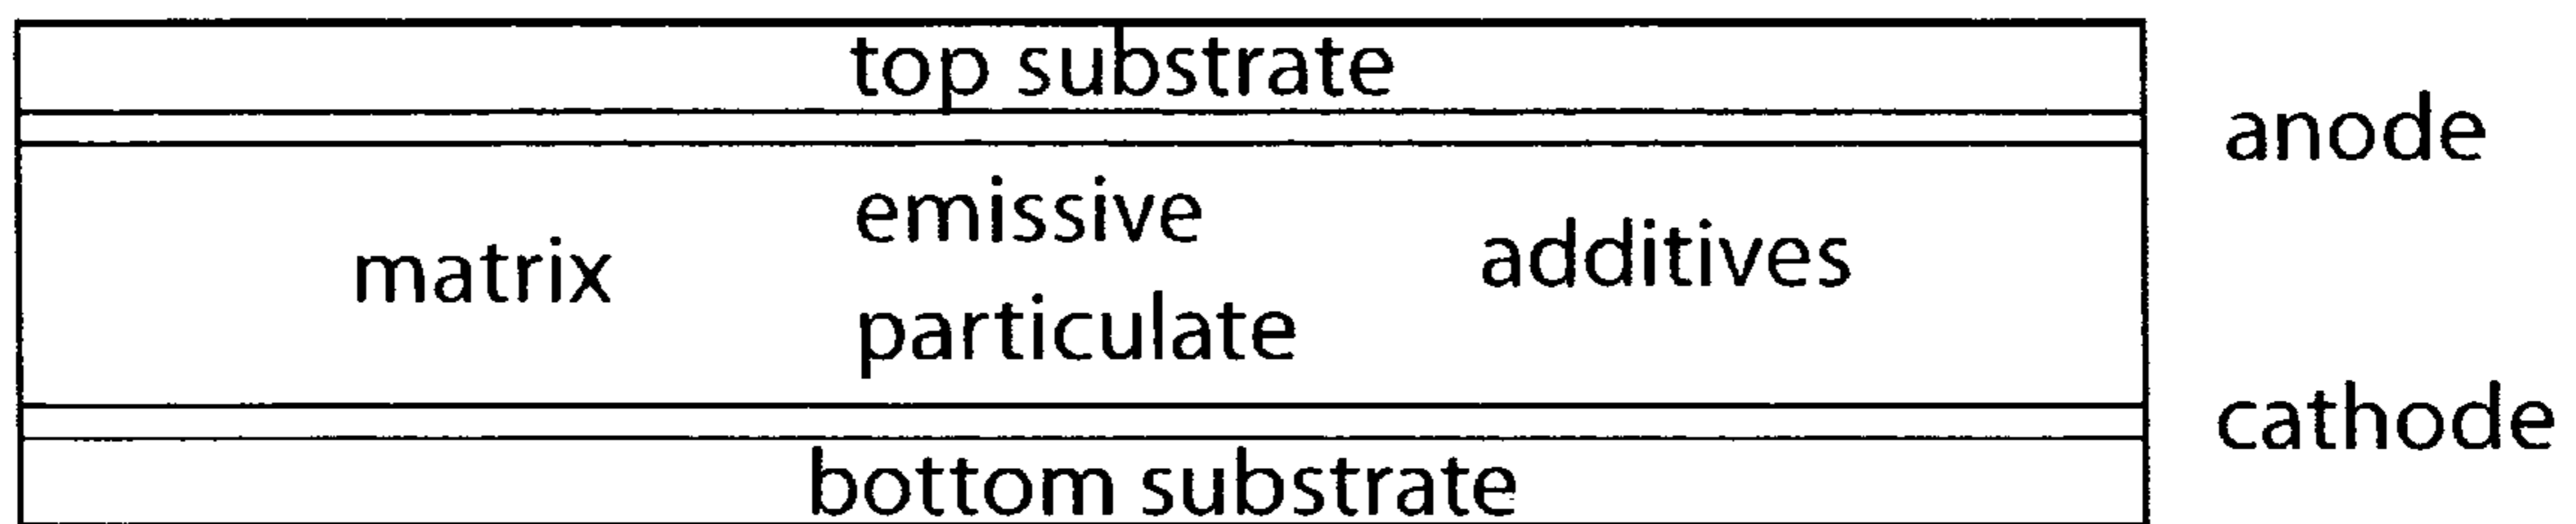 top substrate
anode
emissive
matrix
additives
particulate
cathode
bottom substrate